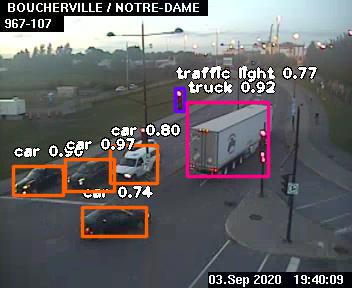 BOUCHERVILLE / NOTRE-DAME
967-107
traffic light 0.77
truck 0.92
car 0.80
car 0.97
car 0.96
car 0.74
03.Sep 2020 19:40:09